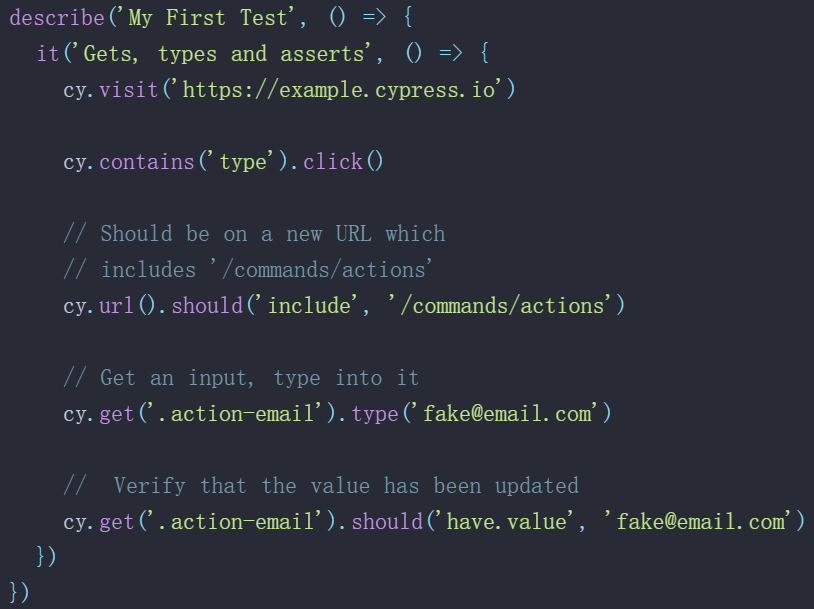 describe('My First Test', () => {
  it('Gets, types and asserts', () => {
    cy.visit('https://example.cypress.io')

    cy.contains('type').click()

    // Should be on a new URL which
    // includes '/commands/actions'
    cy.url().should('include', '/commands/actions')

    // Get an input, type into it
    cy.get('.action-email').type('fake@email.com')

    //  Verify that the value has been updated
    cy.get('.action-email').should('have.value', 'fake@email.com')
  })
})